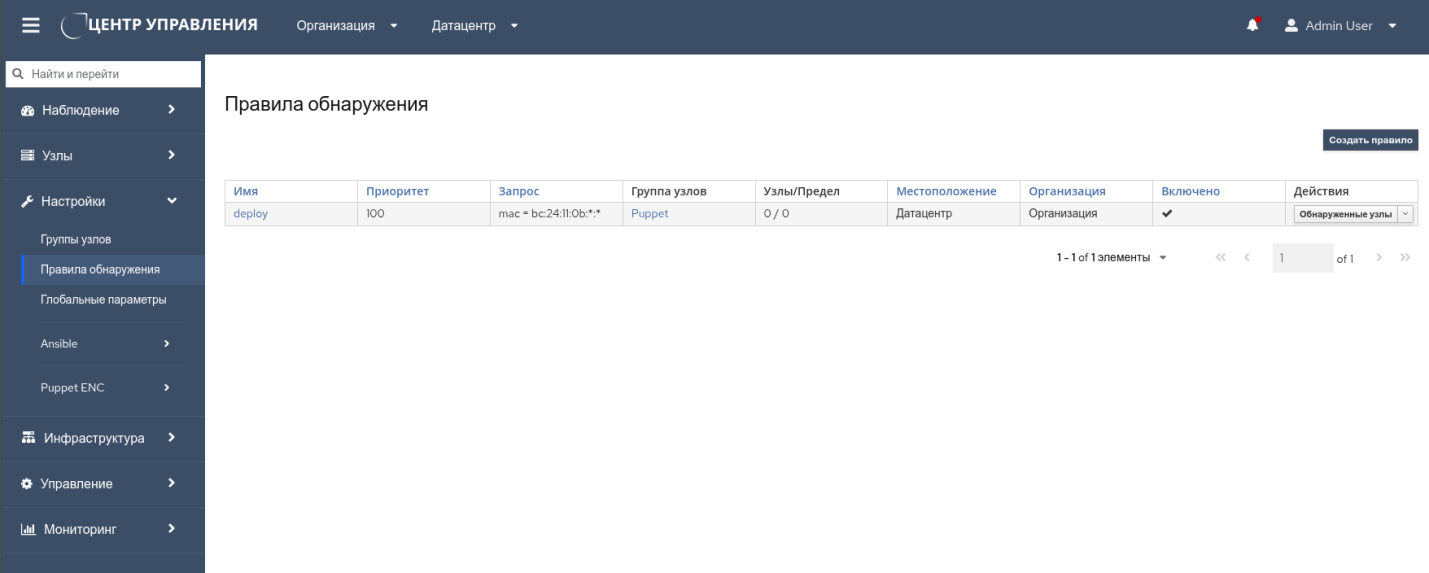 ЦЕНТР УПРАВЛЕНИЯ Организация Датацентр Admin User
Найти и перейти
Наблюдение
Узлы
Настройки
Группы узлов
Правила обнаружения
Глобальные параметры
Ansible
Puppet ENC
Инфраструктура
Управление
Мониторинг
Правила обнаружения
Создать правило
Имя Приоритет Запрос Группа узлов Узлы/Предел Местоположение Организация Включено Действия
deploy 100 mac = bc:24:11:0b:*:* Puppet 0 / 0 Датацентр Организация ✔ Обнаруженные узлы
1 - 1 of 1 элементы « < 1 of 1 > »